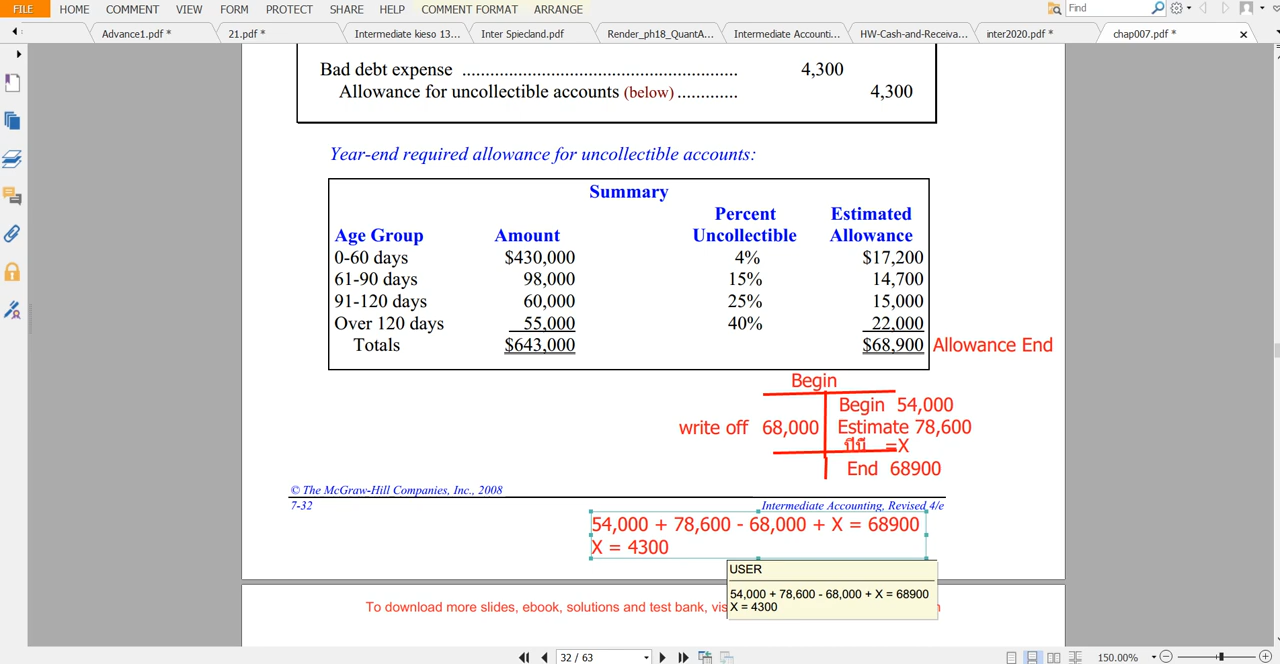 FILE HOME COMMENT VIEW FORM PROTECT SHARE HELP COMMENT FORMAT ARRANGE Find
Advance1.pdf * 21.pdf * Intermediate kieso 13... Inter Spiecland.pdf Render_ph18_QuantA... Intermediate Accounti... HW-Cash-and-Receiva... inter2020.pdf * chap007.pdf *
Bad debt expense ........................................................ 4,300
Allowance for uncollectible accounts (below) ............. 4,300
Year-end required allowance for uncollectible accounts:
Summary
Percent Estimated
Age Group Amount Uncollectible Allowance
0-60 days $430,000 4% $17,200
61-90 days 98,000 15% 14,700
91-120 days 60,000 25% 15,000
Over 120 days 55,000 40% 22,000
Totals $643,000 $68,900 Allowance End
Begin
Begin 54,000
write off 68,000 Estimate 78,600
ปีนี้ =X
End 68900
© The McGraw-Hill Companies, Inc., 2008
7-32 Intermediate Accounting, Revised 4/e
54,000 + 78,600 - 68,000 + X = 68900
X = 4300
USER
54,000 + 78,600 - 68,000 + X = 68900
X = 4300
To download more slides, ebook, solutions and test bank,
32 / 63 150.00%